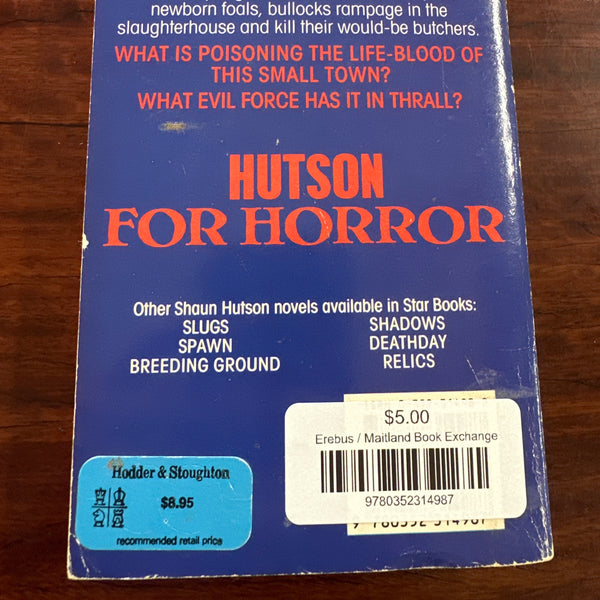 newborn foals, bullocks rampage in the
slaughterhouse and kill their would-be butchers.
WHAT IS POISONING THE LIFE-BLOOD OF
THIS SMALL TOWN?
WHAT EVIL FORCE HAS IT IN THRALL?
HUTSON
FOR HORROR
Other Shaun Hutson novels available in Star Books:
SLUGS
SPAWN
BREEDING GROUND
SHADOWS
DEATHDAY
RELICS
$5.00
Erebus / Maitland Book Exchange
9780352314987
Hodder & Stoughton
$8.95
recommended retail price